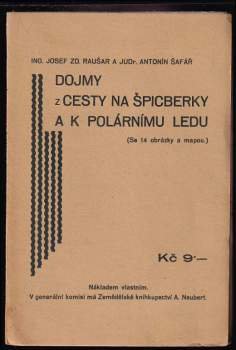 ING. JOSEF ZD. RAUŠAR A JUDr. ANTONÍN ŠAFÁŘ
DOJMY
z CESTY NA ŠPICBERKY
A K POLÁRNÍMU LEDU
(Se 14 obrázky a mapou.)
Kč 9·—
Nákladem vlastním.
V generální komisi má Zemědělské knihkupectví A. Neubert.